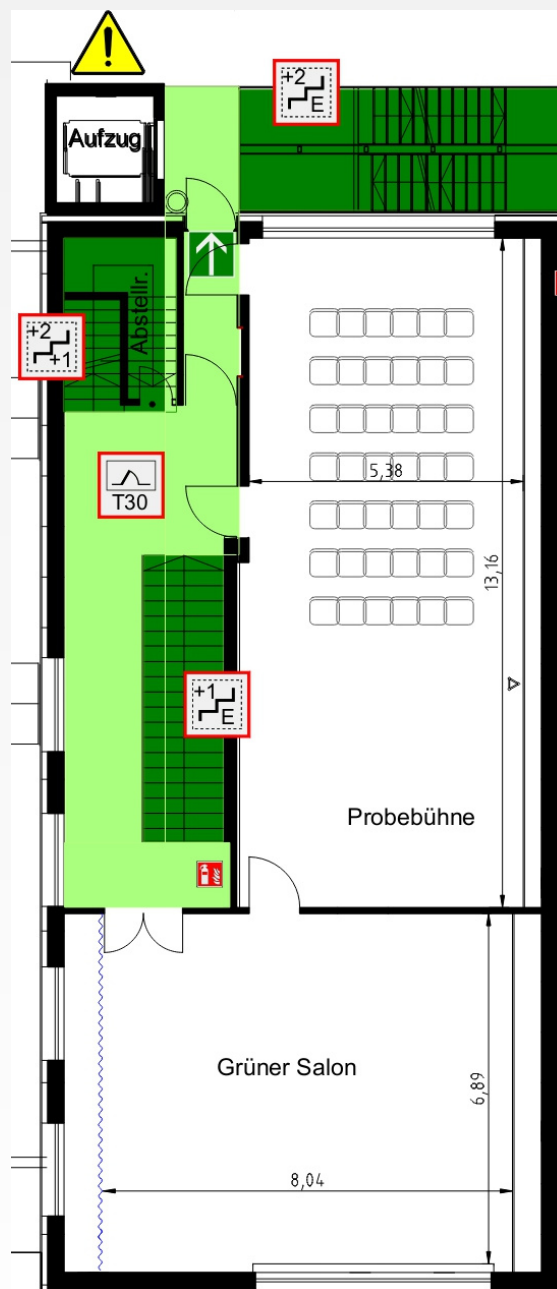 +2
E
Aufzug
Abstellr.
+2
+1
T30
5,38
13,16
+1
E
Probebühne
Grüner Salon
6,89
8,04